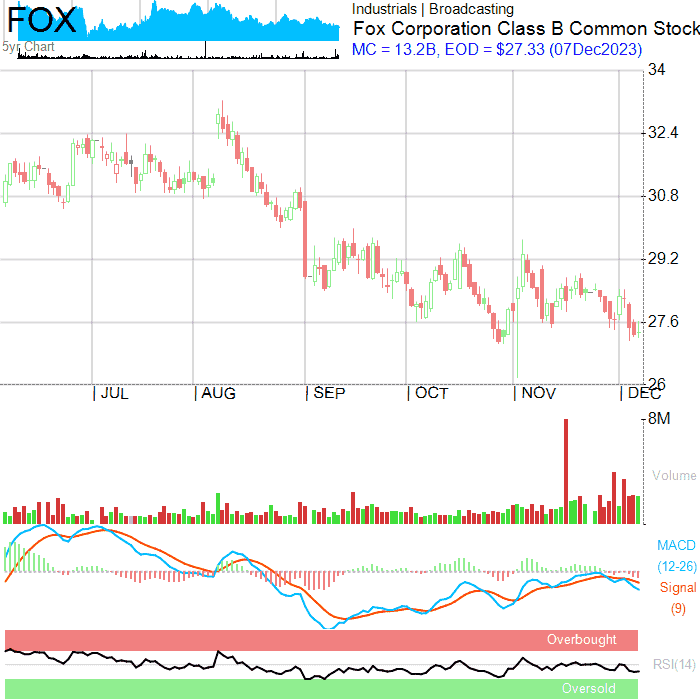 FOX
Industrials | Broadcasting
Fox Corporation Class B Common Stock
5yr Chart
MC = 13.2B, EOD = $27.33 (07Dec2023)
34
32.4
30.8
29.2
27.6
26
| JUL | AUG | SEP | OCT | NOV | DEC
8M
Volume
MACD
(12-26)
Signal
(9)
Overbought
RSI(14)
Oversold